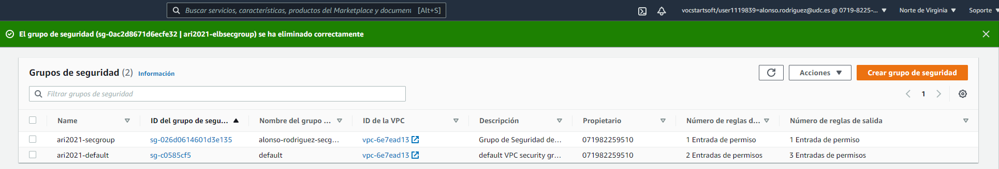 Buscar servicios, características, productos del Marketplace y document [Alt+S]
vocstartsoft/user1119839=alonso.rodriguez@udc.es @ 0719-8225-... ▼ Norte de Virginia ▼ Soporte ▼
El grupo de seguridad (sg-0ac2d8671d6ecfe32 | ari2021-elbsecgroup) se ha eliminado correctamente
Grupos de seguridad (2) Información
Acciones ▼ Crear grupo de seguridad
Filtrar grupos de seguridad
1
Name ID del grupo de segu... Nombre del grupo ... ID de la VPC Descripción Propietario Número de reglas d... Número de reglas de salida
ari2021-secgroup sg-026d0614601d3e135 alonso-rodriguez-secg... vpc-6e7ead13 Grupo de Seguridad de... 071982259510 1 Entrada de permiso 1 Entrada de permiso
ari2021-default sg-c0585cf5 default vpc-6e7ead13 default VPC security gr... 071982259510 2 Entradas de permisos 3 Entradas de permisos